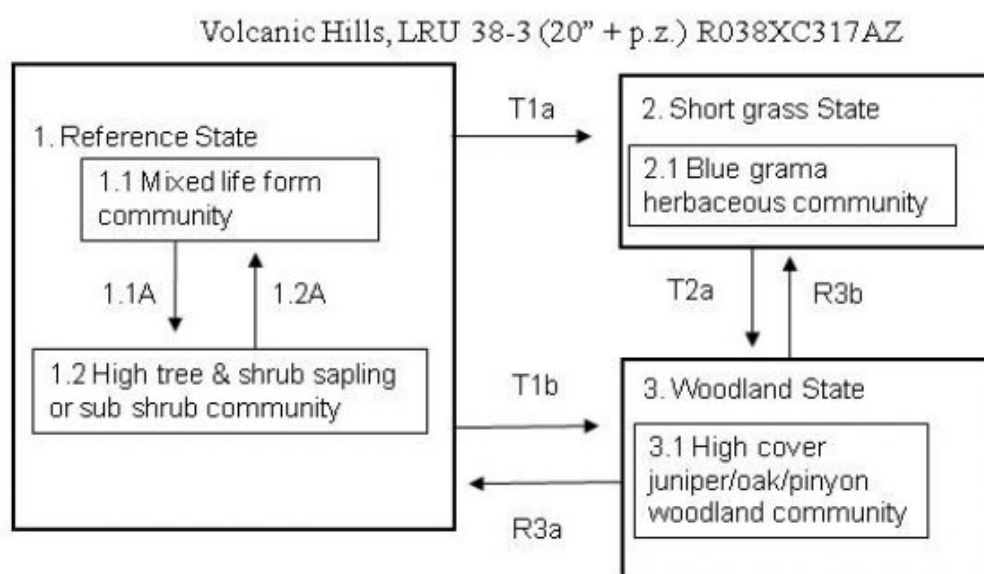 Volcanic Hills, LRU 38-3 (20” + p.z.) R038XC317AZ
1. Reference State
1.1 Mixed life form
community
1.1A
1.2A
1.2 High tree & shrub sapling
or sub shrub community
T1a
2. Short grass State
2.1 Blue grama
herbaceous community
T2a
R3b
T1b
R3a
3. Woodland State
3.1 High cover
juniper/oak/pinyon
woodland community